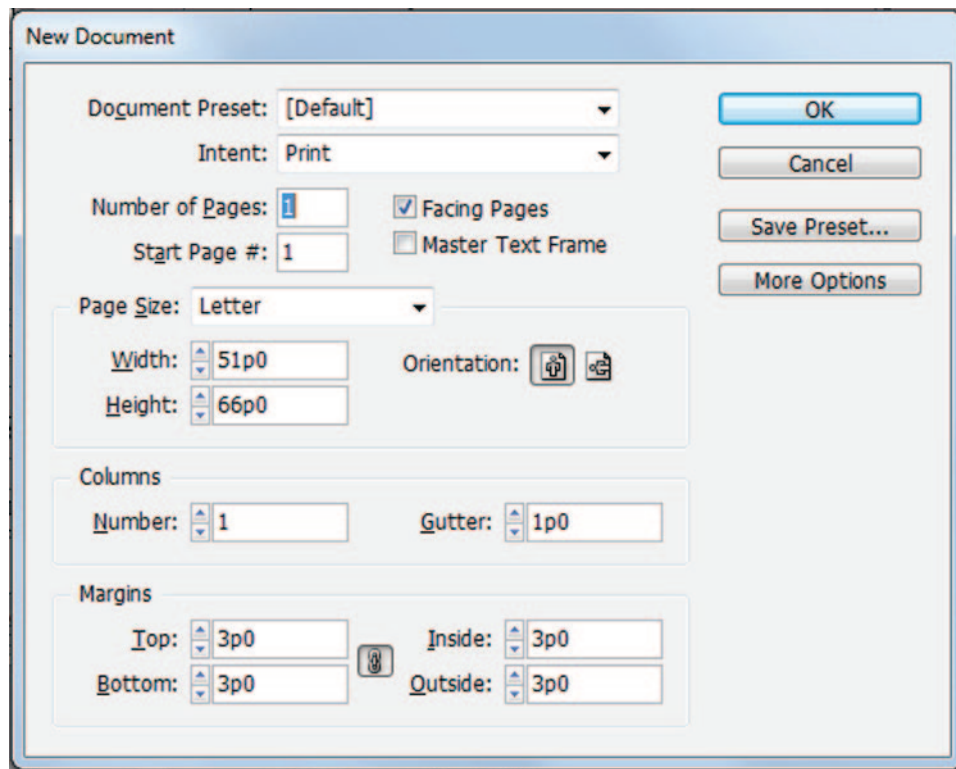 New Document
Document Preset: [Default]
OK
Intent: Print
Cancel
Number of Pages: 1
Facing Pages
Save Preset...
Start Page #: 1
Master Text Frame
More Options
Page Size: Letter
Width: 51p0
Orientation:
Height: 66p0
Columns
Number: 1
Gutter: 1p0
Margins
Top: 3p0
Inside: 3p0
Bottom: 3p0
Outside: 3p0